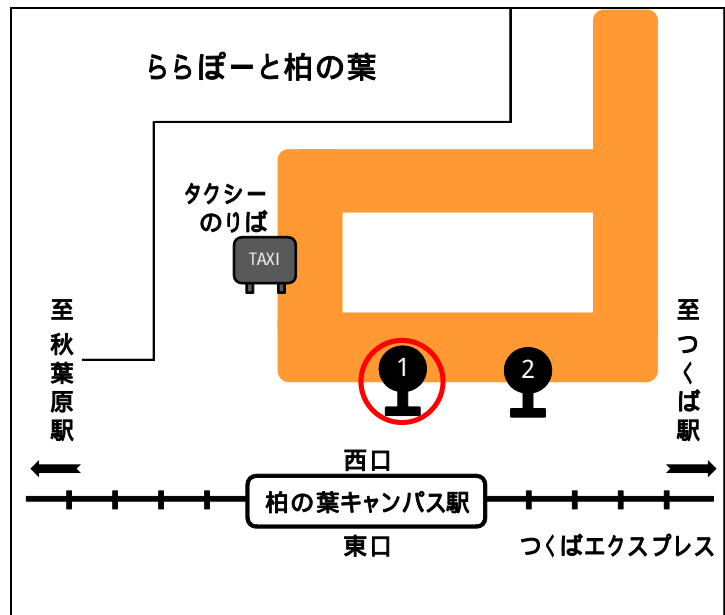 ららぽーと柏の葉
タクシー
のりば
TAXI
至 秋葉原駅
至 つくば駅
1
2
西口
柏の葉キャンパス駅
東口
つくばエクスプレス